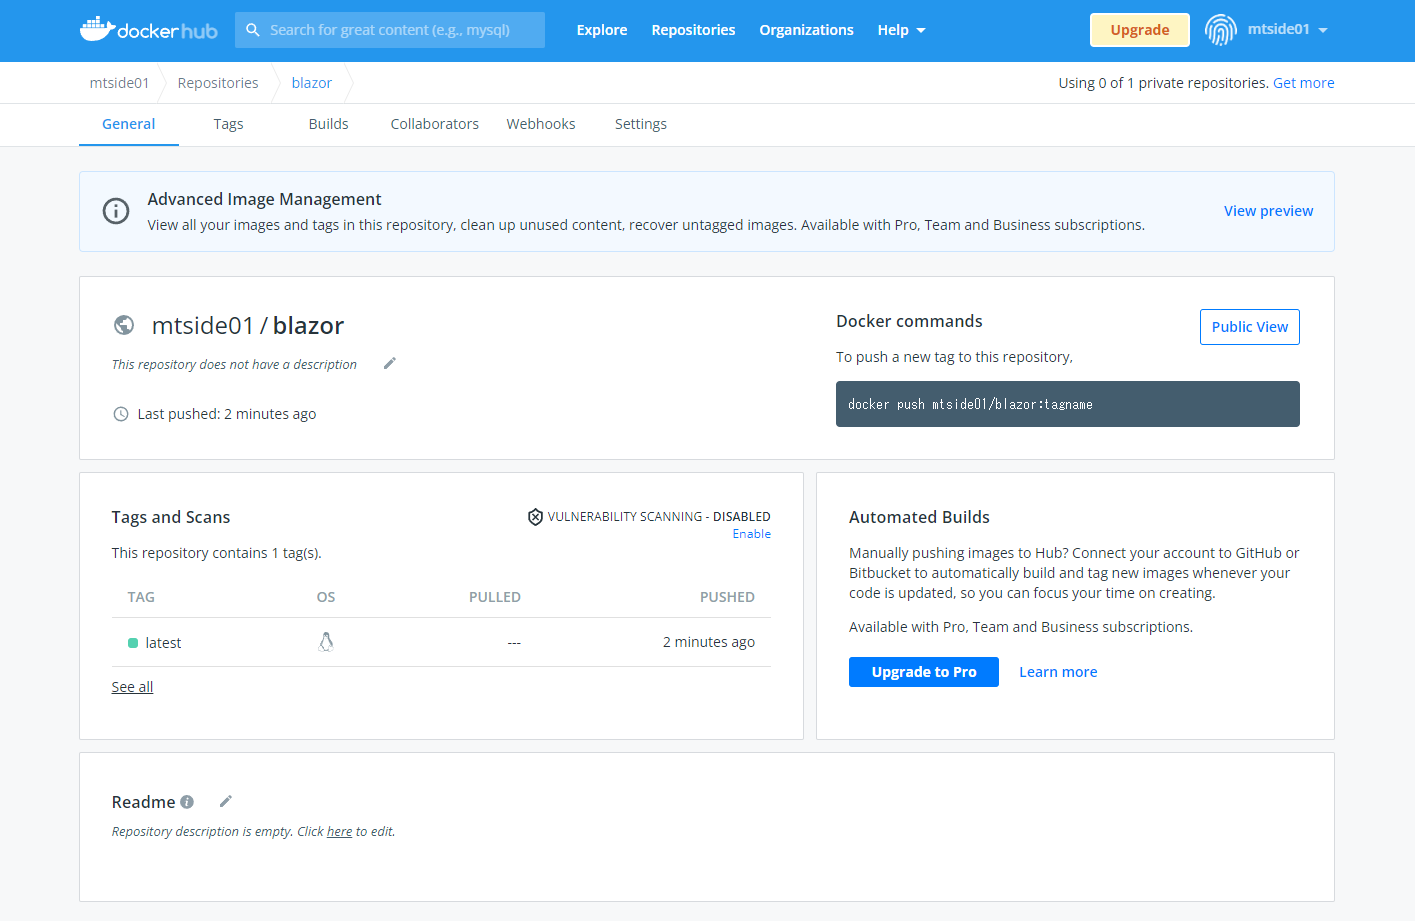 docker hub
Search for great content (e.g., mysql)
Explore
Repositories
Organizations
Help
Upgrade
mtside01
mtside01
Repositories
blazor
Using 0 of 1 private repositories. Get more
General
Tags
Builds
Collaborators
Webhooks
Settings
Advanced Image Management
View all your images and tags in this repository, clean up unused content, recover untagged images. Available with Pro, Team and Business subscriptions.
View preview
mtside01 / blazor
This repository does not have a description
Last pushed: 2 minutes ago
Docker commands
Public View
To push a new tag to this repository,
docker push mtside01/blazor:tagname
Tags and Scans
VULNERABILITY SCANNING - DISABLED
Enable
This repository contains 1 tag(s).
TAG
OS
PULLED
PUSHED
latest
---
2 minutes ago
See all
Automated Builds
Manually pushing images to Hub? Connect your account to GitHub or
Bitbucket to automatically build and tag new images whenever your
code is updated, so you can focus your time on creating.
Available with Pro, Team and Business subscriptions.
Upgrade to Pro
Learn more
Readme
Repository description is empty. Click here to edit.